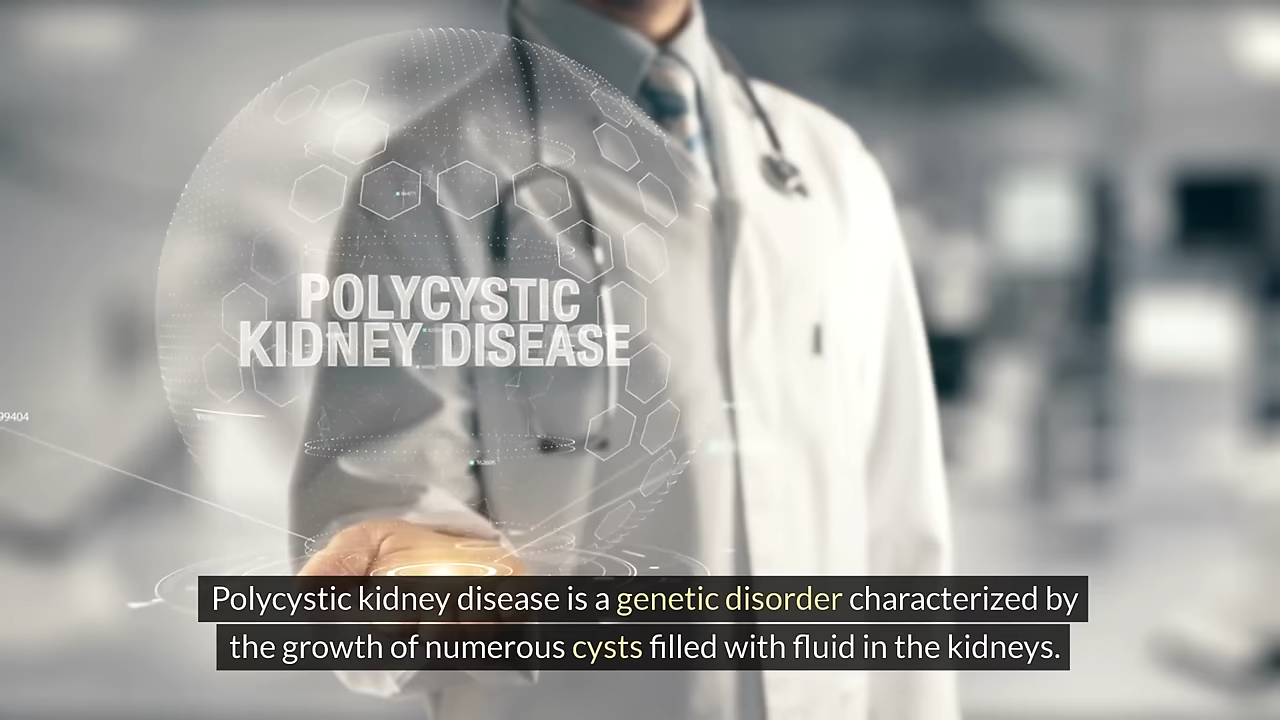 POLYCYSTIC
KIDNEY DISEASE
99404
Polycystic kidney disease is a genetic disorder characterized by
the growth of numerous cysts filled with fluid in the kidneys.